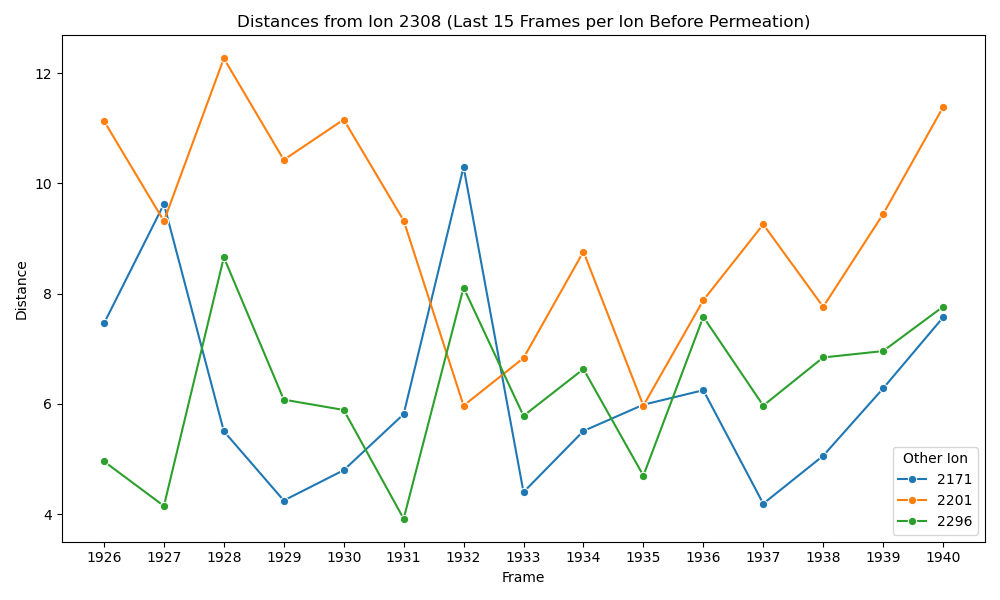 Distances from Ion 2308 (Last 15 Frames per Ion Before Permeation)
Distance
12
10
8
6
4
Other Ion
2171
2201
2296
1926 1927 1928 1929 1930 1931 1932 1933 1934 1935 1936 1937 1938 1939 1940
Frame